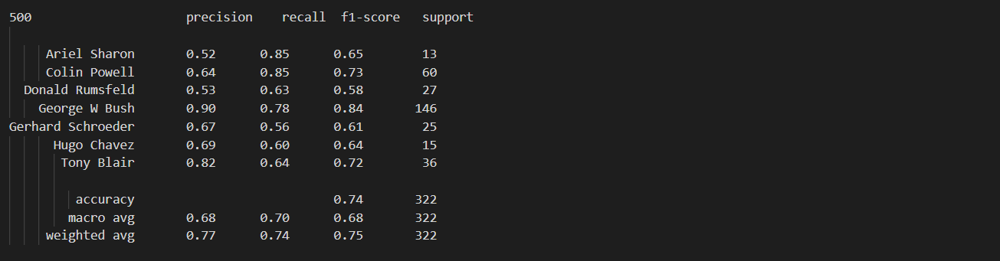 500 precision recall f1-score support
Ariel Sharon 0.52 0.85 0.65 13
Colin Powell 0.64 0.85 0.73 60
Donald Rumsfeld 0.53 0.63 0.58 27
George W Bush 0.90 0.78 0.84 146
Gerhard Schroeder 0.67 0.56 0.61 25
Hugo Chavez 0.69 0.60 0.64 15
Tony Blair 0.82 0.64 0.72 36
accuracy 0.74 322
macro avg 0.68 0.70 0.68 322
weighted avg 0.77 0.74 0.75 322